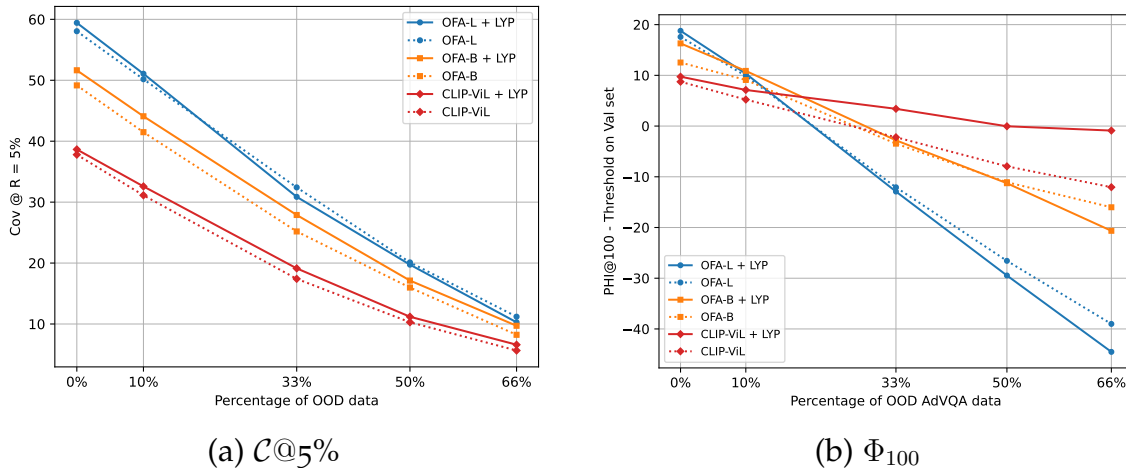 60
50
40
30
20
10
Cov @ R = 5%
OFA-L + LYP
OFA-L
OFA-B + LYP
OFA-B
CLIP-ViL + LYP
CLIP-ViL
0%
10%
33%
50%
66%
Percentage of OOD data
(a) C@5%
20
10
0
−10
−20
−30
−40
PHI@100 - Threshold on Val set
OFA-L + LYP
OFA-L
OFA-B + LYP
OFA-B
CLIP-ViL + LYP
CLIP-ViL
0%
10%
33%
50%
66%
Percentage of OOD AdVQA data
(b) Φ₁₀₀